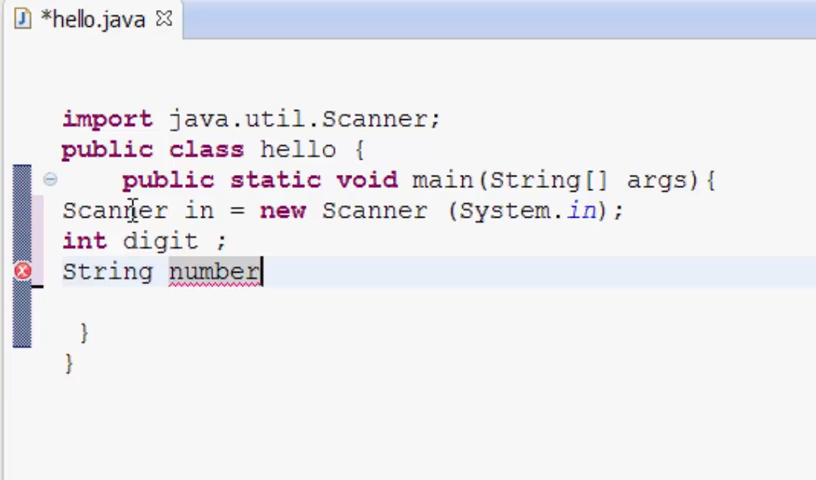 *hello.java
import java.util.Scanner;
public class hello {
public static void main(String[] args){
Scanner in = new Scanner (System.in);
int digit ;
String number
}
}